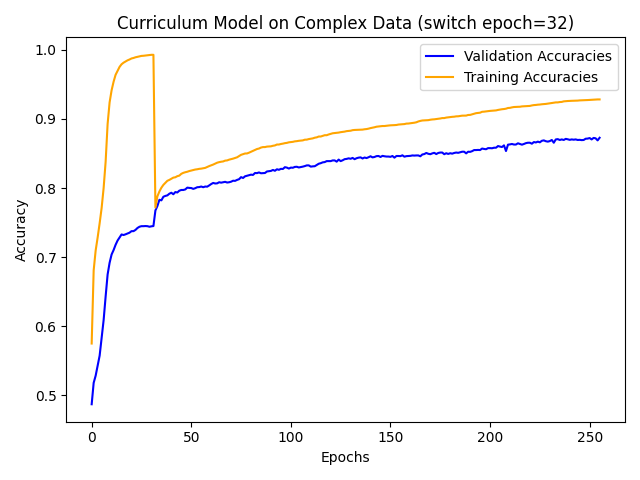 Curriculum Model on Complex Data (switch epoch=32)
Validation Accuracies
Training Accuracies
Accuracy
1.0
0.9
0.8
0.7
0.6
0.5
0
50
100
150
200
250
Epochs